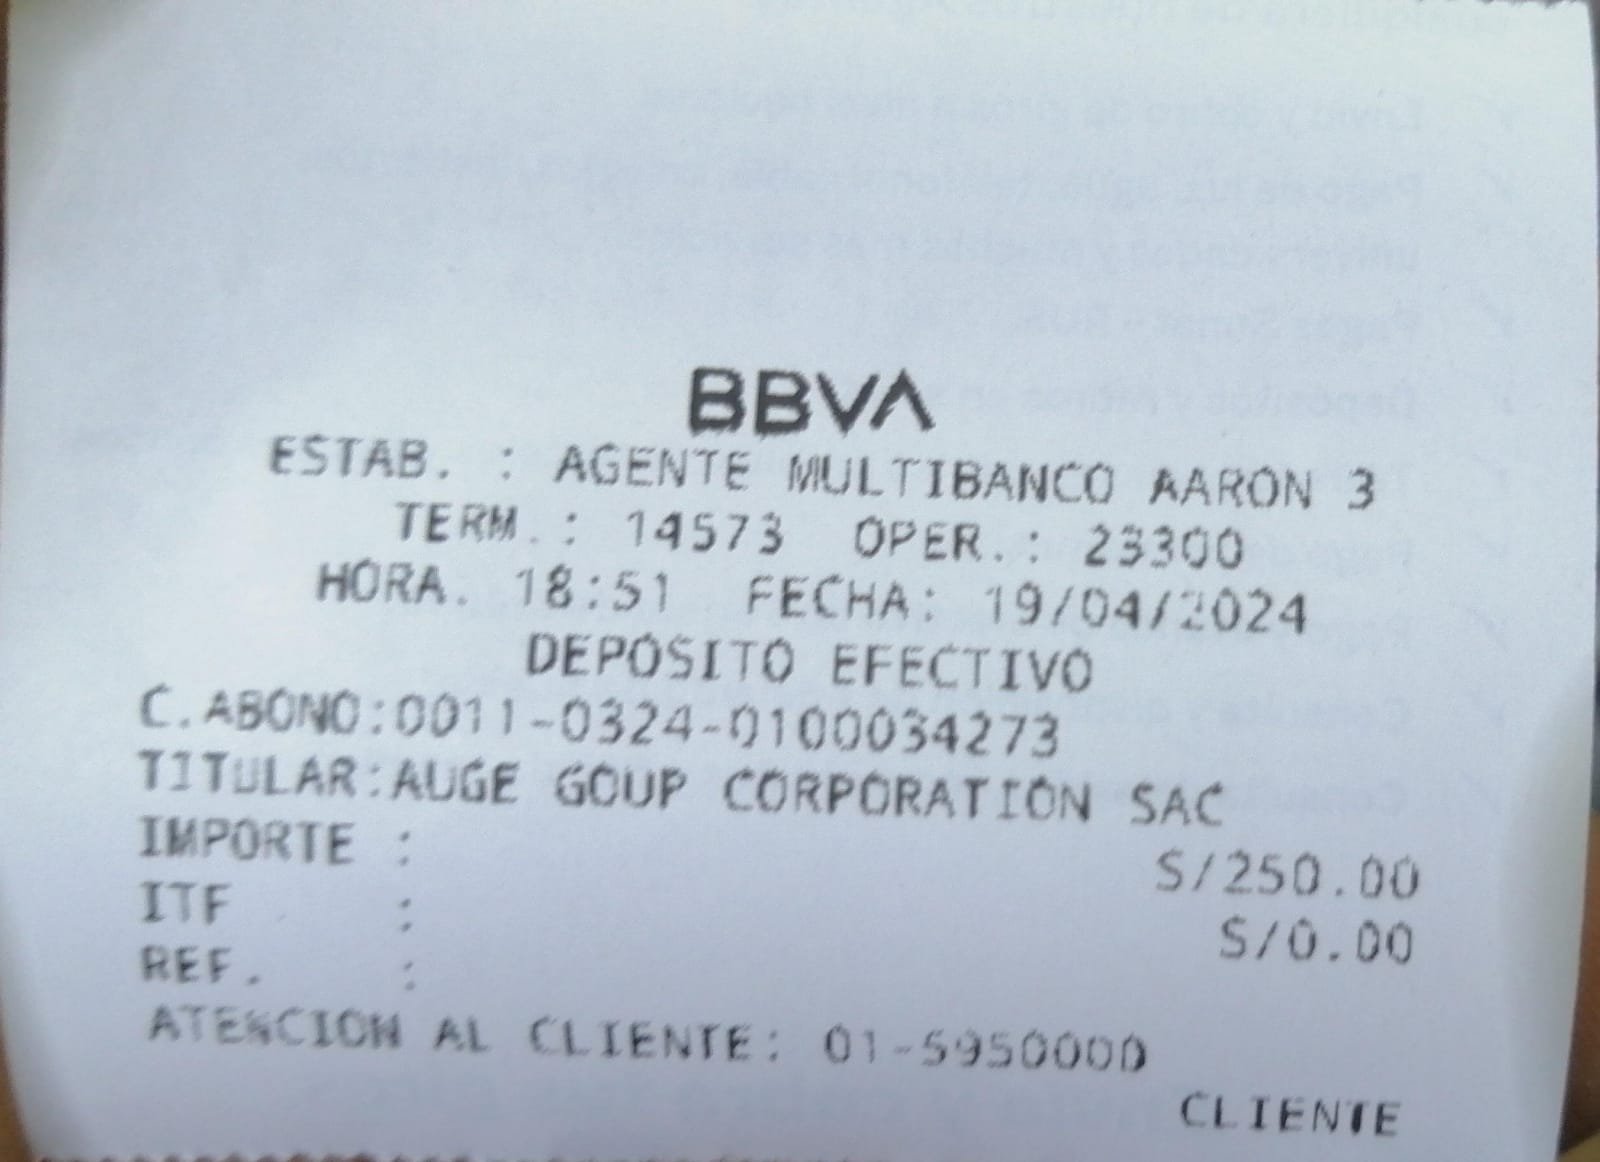 BBVA
ESTAB. : AGENTE MULTIBANCO AARON 3
TERM.: 14573 OPER.: 23300
HORA. 18:51 FECHA: 19/04/2024
DEPOSITO EFECTIVO
C.ABONO:0011-0324-0100034273
TITULAR:AUGE GOUP CORPORATION SAC
IMPORTE : S/250.00
ITF : S/0.00
REF. :
ATENCION AL CLIENTE: 01-5950000
CLIENTE